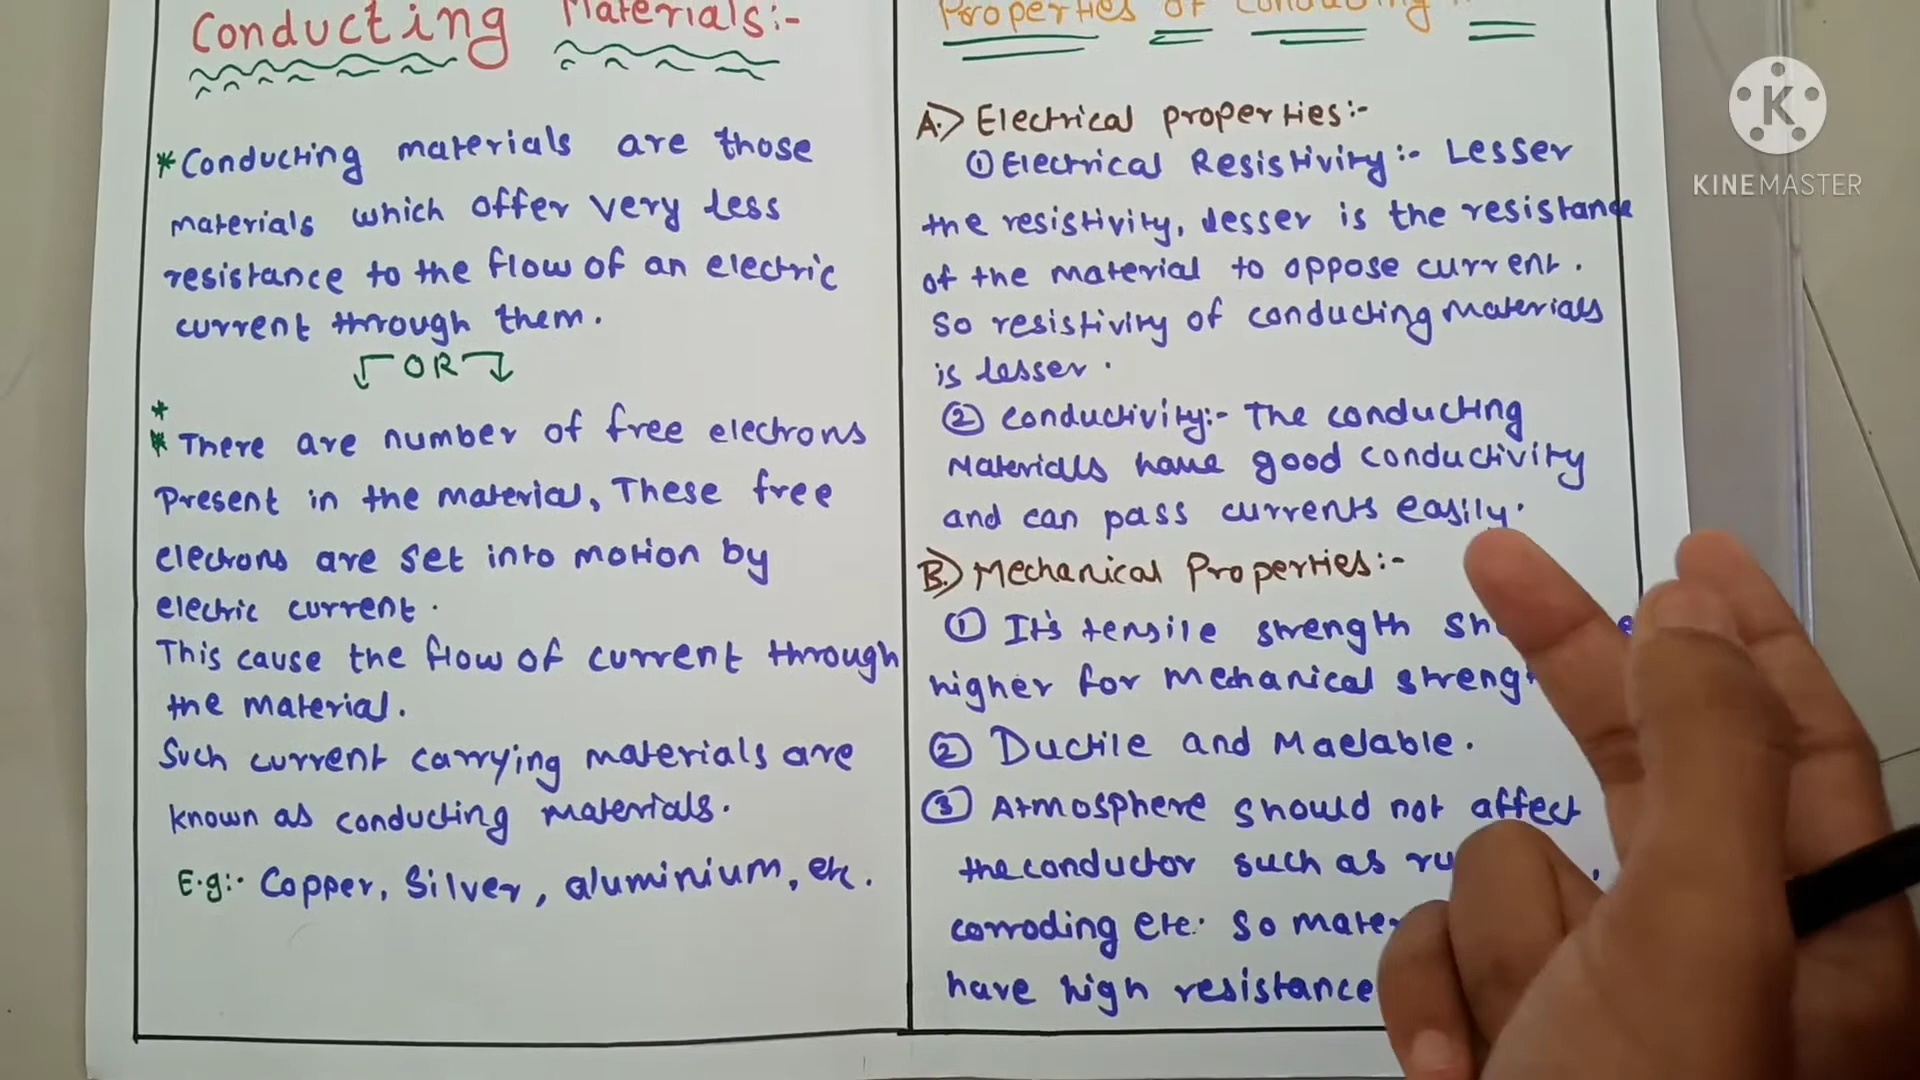 Conducting Materials:-
* Conducting materials are those
materials which offer very less
resistance to the flow of an electric
current through them.
OR
*
* There are number of free electrons
Present in the material, These free
elecrons are set into motion by
electric current.
This cause the flow of current through
the material.
Such current carrying materials are
known as conducting materials.
E.g:- Copper, Silver, aluminium, etc.
Properties of Conducting
A.> Electrical properties:-
① Electrical Resistivity:- Lesser
the resistivity, lesser is the resistance
of the material to oppose current.
So resistivity of conducting Materials
is lesser.
② Conductivity:- The conducting
Materials have good conductivity
and can pass currents easily.
B.> Mechanical Properties:-
① It's tensile strength
higher for mechanical
② Ductile and Maelable.
③ Atmosphere should not affect
the conductor such as
corroding etc. So
have high resistance
KINEMASTER